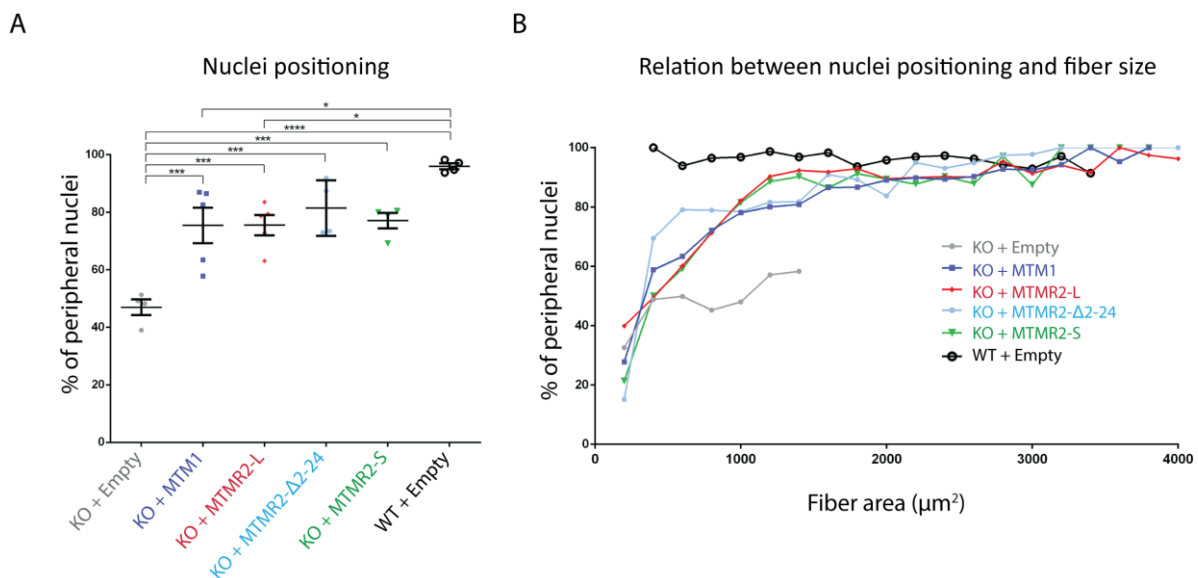 A
Nuclei positioning
*
*
****
***
***
***
***
% of peripheral nuclei
100
80
60
40
20
0
KO + Empty
KO + MTM1
KO + MTMR2-L
KO + MTMR2-Δ2-24
KO + MTMR2-S
WT + Empty
B
Relation between nuclei positioning and fiber size
% of peripheral nuclei
100
80
60
40
20
0
0 1000 2000 3000 4000
Fiber area (μm²)
KO + Empty
KO + MTM1
KO + MTMR2-L
KO + MTMR2-Δ2-24
KO + MTMR2-S
WT + Empty